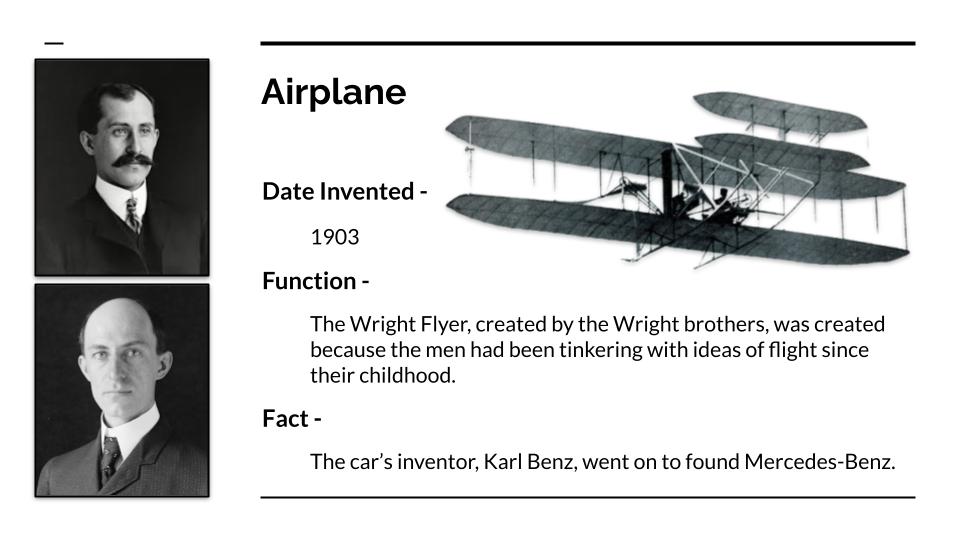 Airplane
Date Invented -
1903
Function -
The Wright Flyer, created by the Wright brothers, was created
because the men had been tinkering with ideas of flight since
their childhood.
Fact -
The car’s inventor, Karl Benz, went on to found Mercedes-Benz.